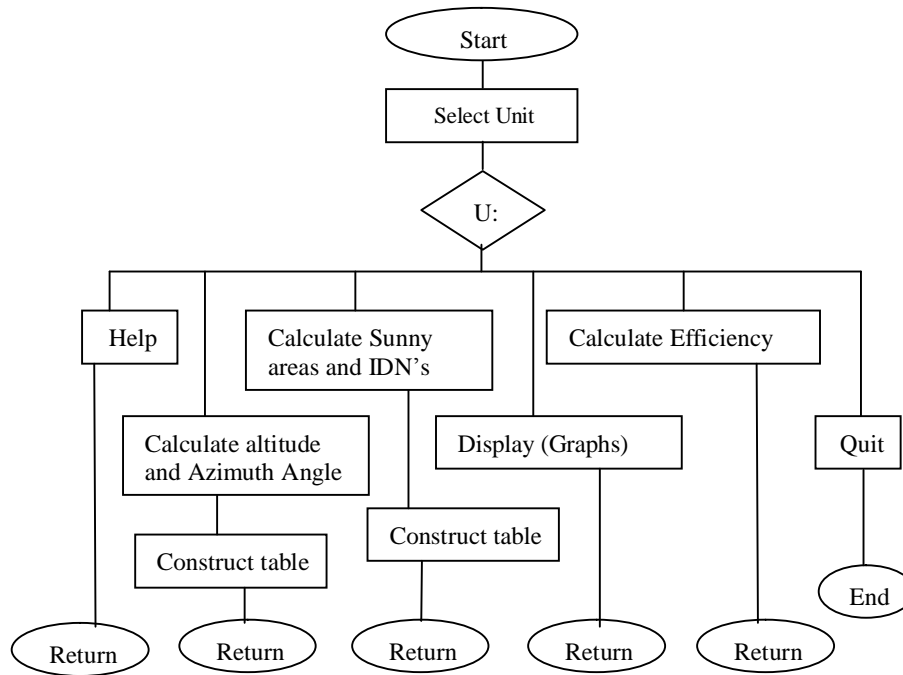 Start
Select Unit
U:
Help
Calculate Sunny
areas and IDN's
Calculate Efficiency
Calculate altitude
and Azimuth Angle
Display (Graphs)
Quit
Construct table
Construct table
End
Return
Return
Return
Return
Return